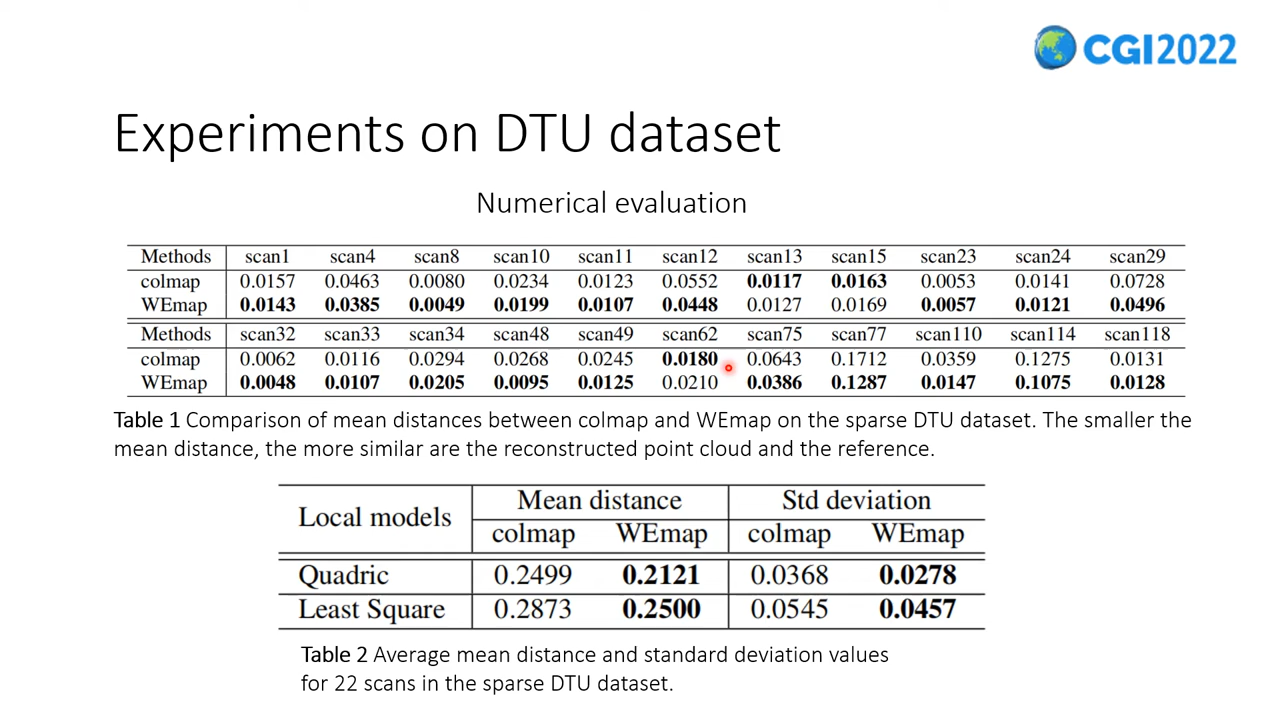 CGI2022
Experiments on DTU dataset
Numerical evaluation
Methods scan1 scan4 scan8 scan10 scan11 scan12 scan13 scan15 scan23 scan24 scan29
colmap 0.0157 0.0463 0.0080 0.0234 0.0123 0.0552 0.0117 0.0163 0.0053 0.0141 0.0728
WEmap 0.0143 0.0385 0.0049 0.0199 0.0107 0.0448 0.0127 0.0169 0.0057 0.0121 0.0496
Methods scan32 scan33 scan34 scan48 scan49 scan62 scan75 scan77 scan110 scan114 scan118
colmap 0.0062 0.0116 0.0294 0.0268 0.0245 0.0180 0.0643 0.1712 0.0359 0.1275 0.0131
WEmap 0.0048 0.0107 0.0205 0.0095 0.0125 0.0210 0.0386 0.1287 0.0147 0.1075 0.0128
Table 1 Comparison of mean distances between colmap and WEmap on the sparse DTU dataset. The smaller the
mean distance, the more similar are the reconstructed point cloud and the reference.
Local models Mean distance Std deviation
colmap WEmap colmap WEmap
Quadric 0.2499 0.2121 0.0368 0.0278
Least Square 0.2873 0.2500 0.0545 0.0457
Table 2 Average mean distance and standard deviation values
for 22 scans in the sparse DTU dataset.